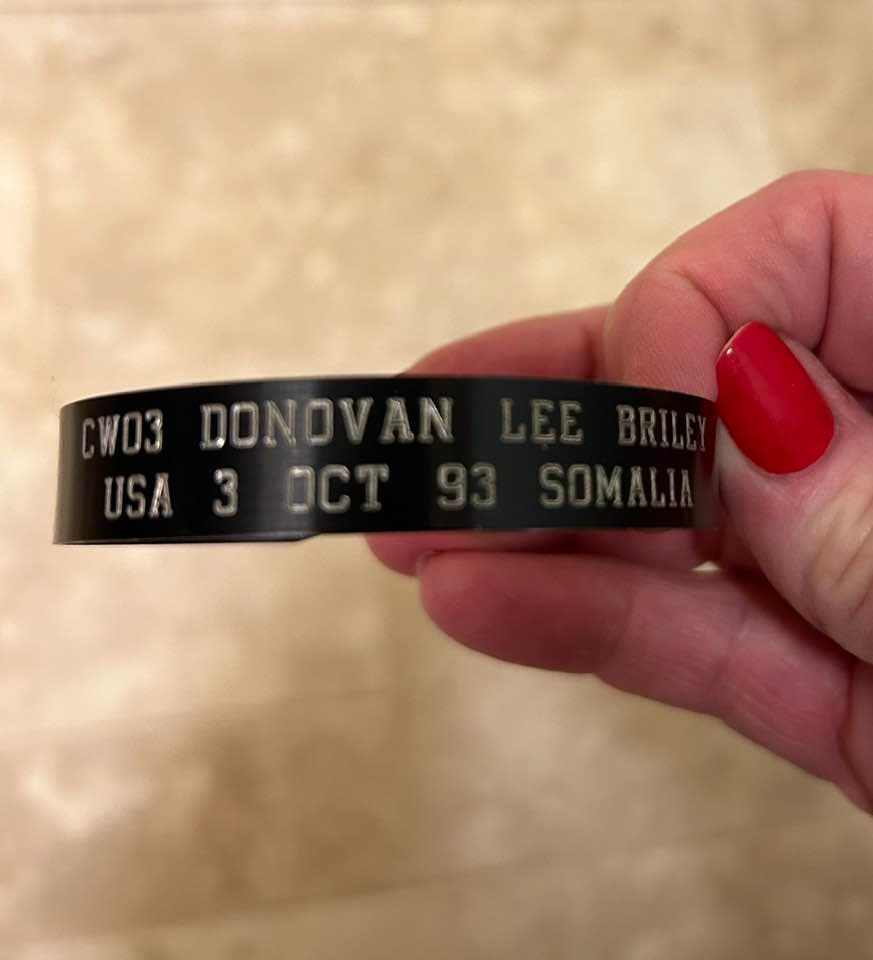 CW03 DONOVAN LEE BRILEY
USA 3 OCT 93 SOMALIA